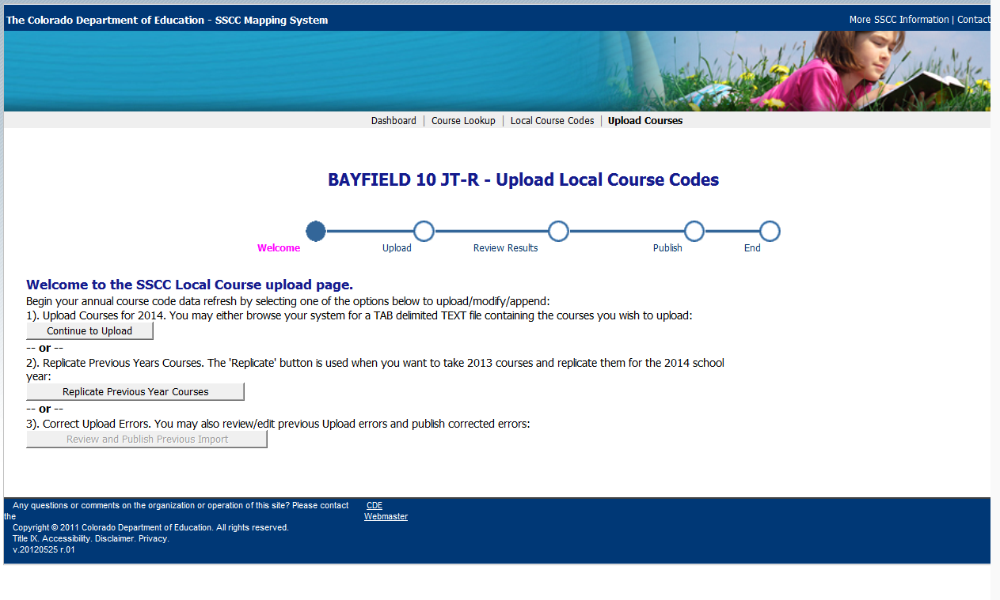 The Colorado Department of Education - SSCC Mapping System
More SSCC Information | Contact
Dashboard | Course Lookup | Local Course Codes | Upload Courses
BAYFIELD 10 JT-R - Upload Local Course Codes
Welcome Upload Review Results Publish End
Welcome to the SSCC Local Course upload page.
Begin your annual course code data refresh by selecting one of the options below to upload/modify/append:
1). Upload Courses for 2014. You may either browse your system for a TAB delimited TEXT file containing the courses you wish to upload:
Continue to Upload
-- or --
2). Replicate Previous Years Courses. The 'Replicate' button is used when you want to take 2013 courses and replicate them for the 2014 school
year:
Replicate Previous Year Courses
-- or --
3). Correct Upload Errors. You may also review/edit previous Upload errors and publish corrected errors:
Review and Publish Previous Import
Any questions or comments on the organization or operation of this site? Please contact
the
CDE
Webmaster
Copyright © 2011 Colorado Department of Education. All rights reserved.
Title IX. Accessibility. Disclaimer. Privacy.
v.20120525 r.01